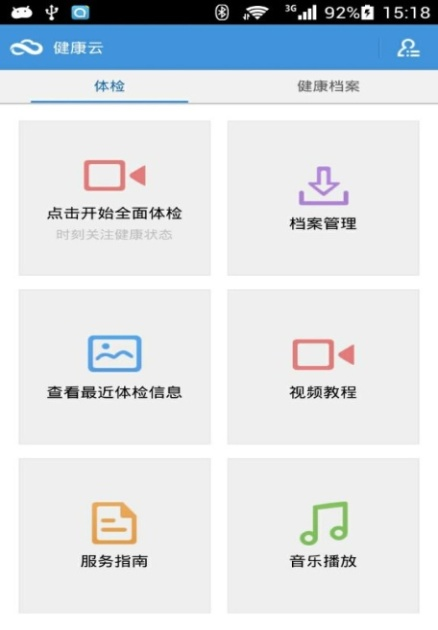 3G 92% 15:18
健康云
体检 健康档案
点击开始全面体检
时刻关注健康状态
档案管理
查看最近体检信息
视频教程
服务指南
音乐播放